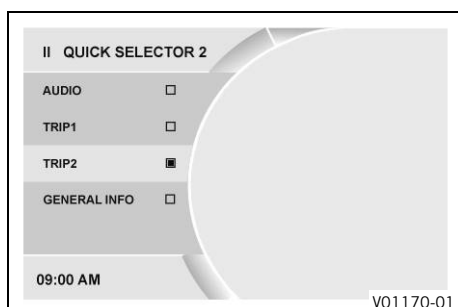 II QUICK SELECTOR 2
AUDIO
TRIP1
TRIP2
GENERAL INFO
09:00 AM
V01170-01